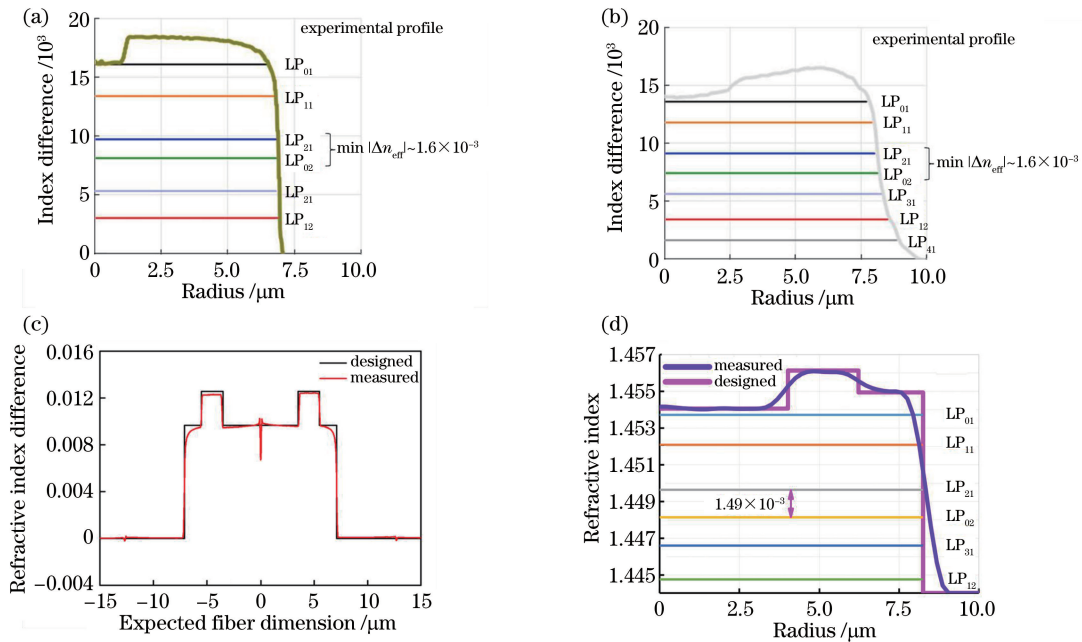 (a)
20
15
10
5
0
Index difference /10³
experimental profile
LP₀₁
LP₁₁
LP₂₁
LP₀₂
min |Δn_eff|~1.6×10⁻³
LP₂₁
LP₁₂
0 2.5 5.0 7.5 10.0
Radius /μm
(b)
20
15
10
5
0
Index difference /10³
experimental profile
LP₀₁
LP₁₁
LP₂₁
LP₀₂
min |Δn_eff|~1.6×10⁻³
LP₃₁
LP₁₂
LP₄₁
0 2.5 5.0 7.5 10.0
Radius /μm
(c)
0.016
0.012
0.008
0.004
0
−0.004
Refractive index difference
designed
measured
−15 −10 −5 0 5 10 15
Expected fiber dimension /μm
(d)
1.457
1.455
1.453
1.451
1.449
1.447
1.445
Refractive index
measured
designed
LP₀₁
LP₁₁
LP₂₁
1.49×10⁻³
LP₀₂
LP₃₁
LP₁₂
0 2.5 5.0 7.5 10.0
Radius /μm